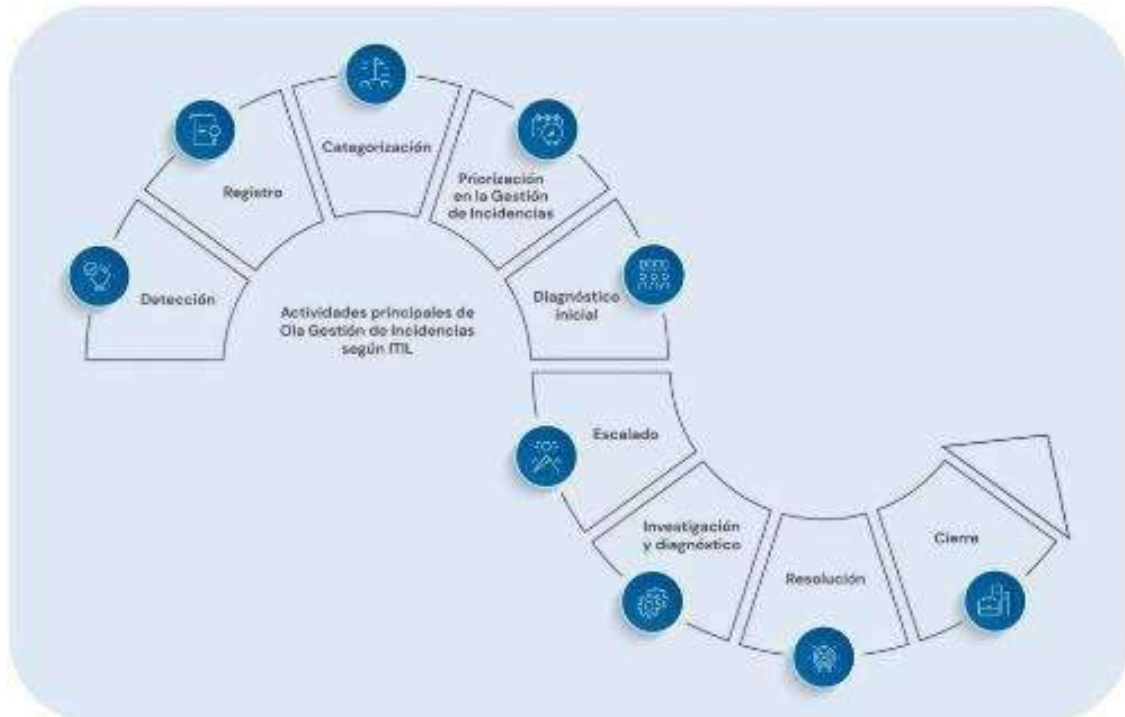 Detección
Registro
Categorización
Priorización
en la Gestión
de Incidencias
Diagnóstico
inicial
Actividades principales de
Ola Gestión de Incidencias
según ITIL
Escalado
Investigación
y diagnóstico
Resolución
Cierre